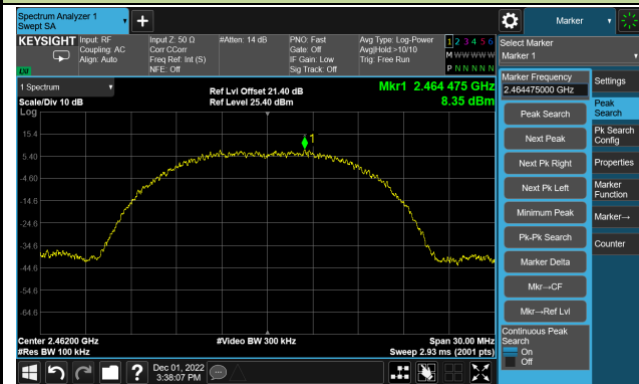 Spectrum Analyzer 1
Swept SA
+
Marker
KEYSIGHT
Input: RF
Coupling: AC
Align: Auto
Input Z: 50 Ω
Corr CCorr
Freq Ref: Int (S)
NFE: Off
#Atten: 14 dB
PNO: Fast
Gate: Off
IF Gain: Low
Sig Track: Off
Avg Type: Log-Power
Avg|Hold:>10/10
Trig: Free Run
1 2 3 4 5 6
M W W W W W
P N N N N N
Select Marker
Marker 1
1 Spectrum
Scale/Div 10 dB
Log
Ref Lvl Offset 21.40 dB
Ref Level 25.40 dBm
Mkr1 2.464 475 GHz
8.35 dBm
15.4
5.40
-4.60
-14.6
-24.6
-34.6
-44.6
-54.6
-64.6
1
Center 2.46200 GHz
#Res BW 100 kHz
#Video BW 300 kHz
Span 30.00 MHz
Sweep 2.93 ms (2001 pts)
Marker Frequency
2.464475000 GHz
Peak Search
Next Peak
Next Pk Right
Next Pk Left
Minimum Peak
Pk-Pk Search
Marker Delta
Mkr→CF
Mkr→Ref Lvl
Continuous Peak
Search
On
Off
Settings
Peak
Search
Pk Search
Config
Properties
Marker
Function
Marker→
Counter
?
Dec 01, 2022
3:38:07 PM